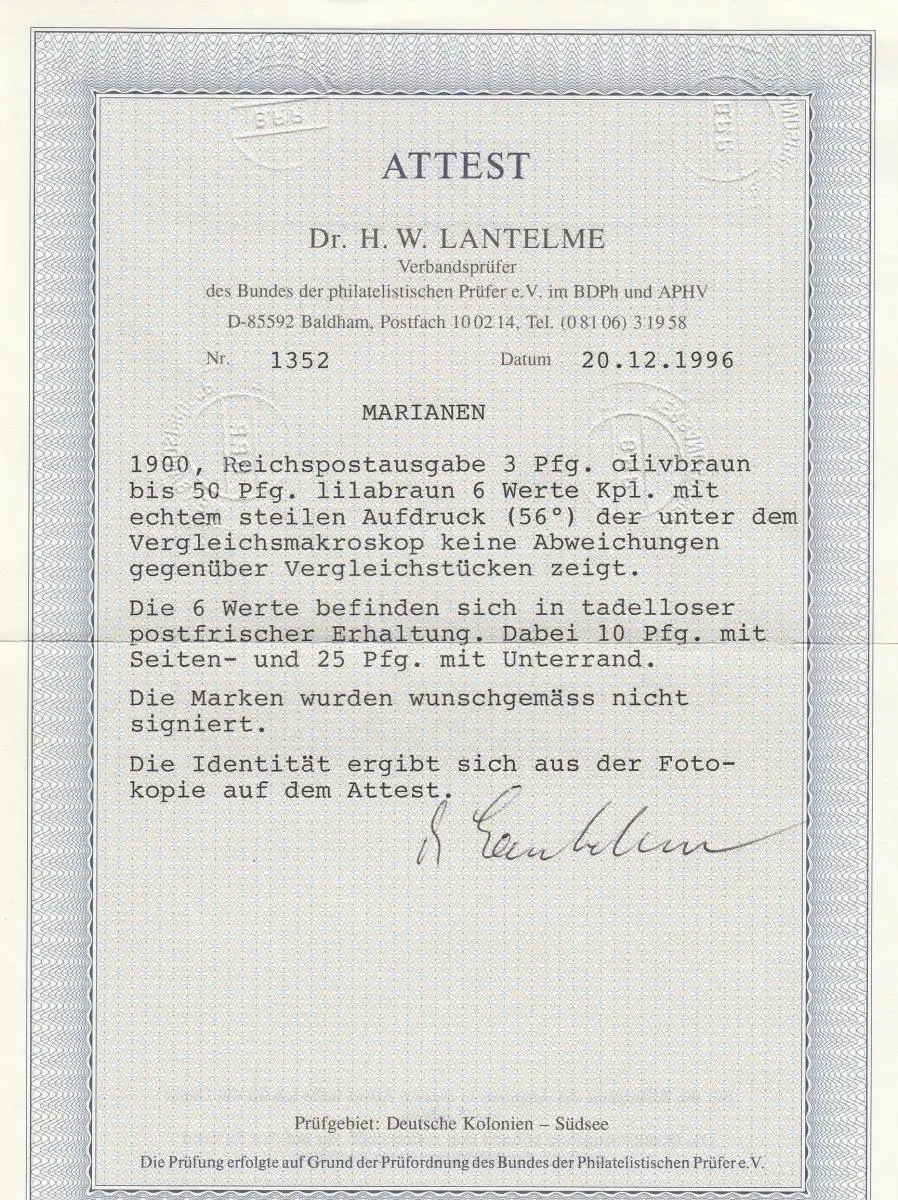 ATTEST
Dr. H. W. LANTELME
Verbandsprüfer
des Bundes der philatelistischen Prüfer e.V. im BDPh und APHV
D-85592 Baldham, Postfach 10 02 14, Tel. (0 81 06) 3 19 58
Nr. 1352 Datum 20.12.1996
MARIANEN
1900, Reichspostausgabe 3 Pfg. olivbraun
bis 50 Pfg. lilabraun 6 Werte Kpl. mit
echtem steilen Aufdruck (56°) der unter dem
Vergleichsmakroskop keine Abweichungen
gegenüber Vergleichstücken zeigt.
Die 6 Werte befinden sich in tadelloser
postfrischer Erhaltung. Dabei 10 Pfg. mit
Seiten- und 25 Pfg. mit Unterrand.
Die Marken wurden wunschgemäss nicht
signiert.
Die Identität ergibt sich aus der Foto-
kopie auf dem Attest.
Dr Lantelme
Prüfgebiet: Deutsche Kolonien – Südsee
Die Prüfung erfolgte auf Grund der Prüfordnung des Bundes der Philatelistischen Prüfer e.V.